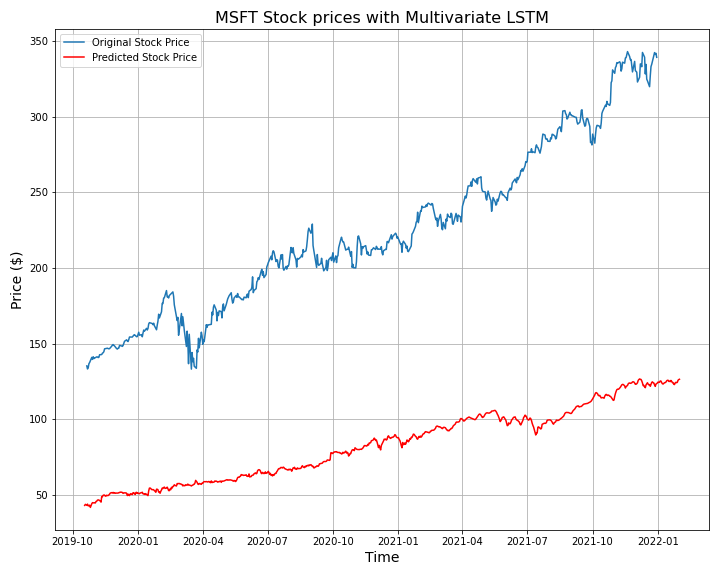 MSFT Stock prices with Multivariate LSTM
Original Stock Price
Predicted Stock Price
350
300
250
200
150
100
50
Price ($)
2019-10 2020-01 2020-04 2020-07 2020-10 2021-01 2021-04 2021-07 2021-10 2022-01
Time